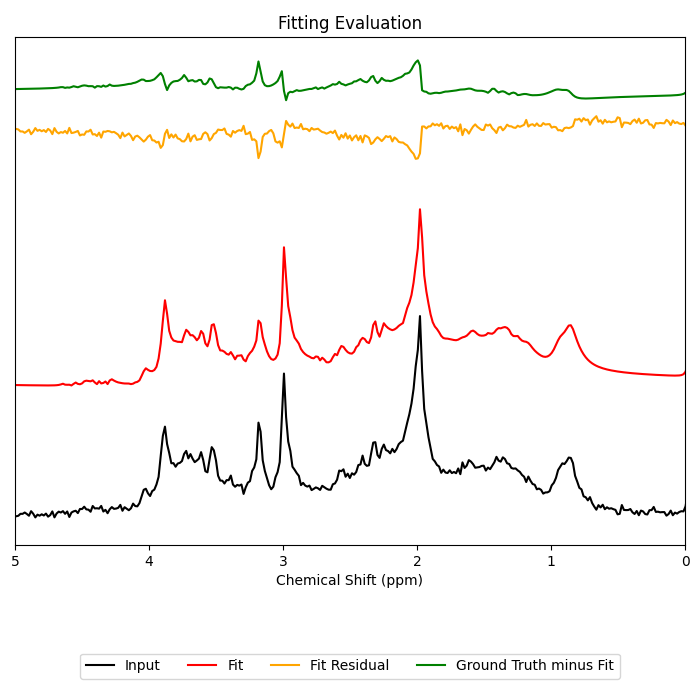 Fitting Evaluation
5 4 3 2 1 0
Chemical Shift (ppm)
Input Fit Fit Residual Ground Truth minus Fit